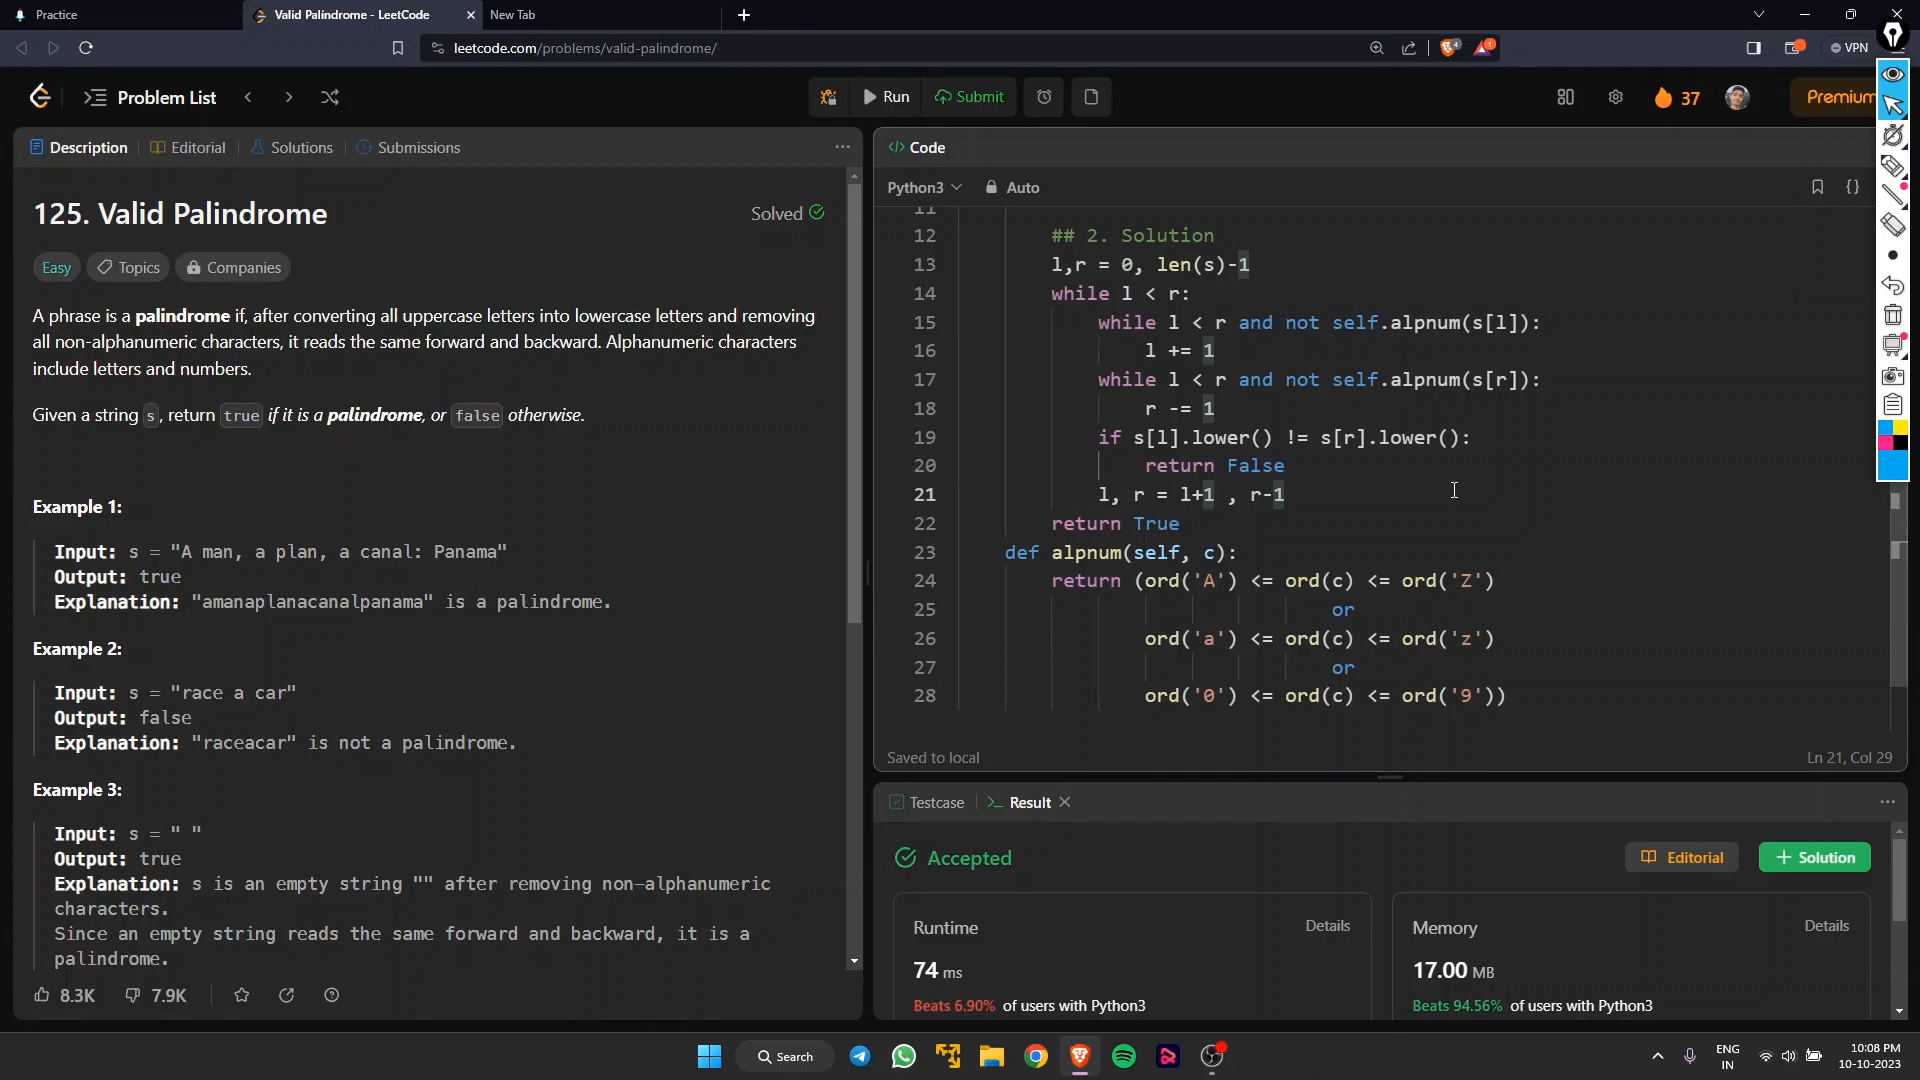 Practice
Valid Palindrome - LeetCode
New Tab
leetcode.com/problems/valid-palindrome/
VPN
Problem List
Run
Submit
37
Premium
Description
Editorial
Solutions
Submissions
125. Valid Palindrome
Solved
Easy
Topics
Companies
A phrase is a palindrome if, after converting all uppercase letters into lowercase letters and removing
all non-alphanumeric characters, it reads the same forward and backward. Alphanumeric characters
include letters and numbers.
Given a string s, return true if it is a palindrome, or false otherwise.
Example 1:
Input: s = "A man, a plan, a canal: Panama"
Output: true
Explanation: "amanaplanacanalpanama" is a palindrome.
Example 2:
Input: s = "race a car"
Output: false
Explanation: "raceacar" is not a palindrome.
Example 3:
Input: s = " "
Output: true
Explanation: s is an empty string "" after removing non-alphanumeric
characters.
Since an empty string reads the same forward and backward, it is a
palindrome.
8.3K
7.9K
</> Code
Python3
Auto
11
12 ## 2. Solution
13 l,r = 0, len(s)-1
14 while l < r:
15 while l < r and not self.alpnum(s[l]):
16 l += 1
17 while l < r and not self.alpnum(s[r]):
18 r -= 1
19 if s[l].lower() != s[r].lower():
20 return False
21 l, r = l+1 , r-1
22 return True
23 def alpnum(self, c):
24 return (ord('A') <= ord(c) <= ord('Z')
25 or
26 ord('a') <= ord(c) <= ord('z')
27 or
28 ord('0') <= ord(c) <= ord('9'))
Saved to local
Ln 21, Col 29
Testcase
>_ Result
Accepted
Editorial
+ Solution
Runtime
Details
74 ms
Beats 6.90% of users with Python3
Memory
Details
17.00 MB
Beats 94.56% of users with Python3
Search
ENG
IN
10:08 PM
10-10-2023